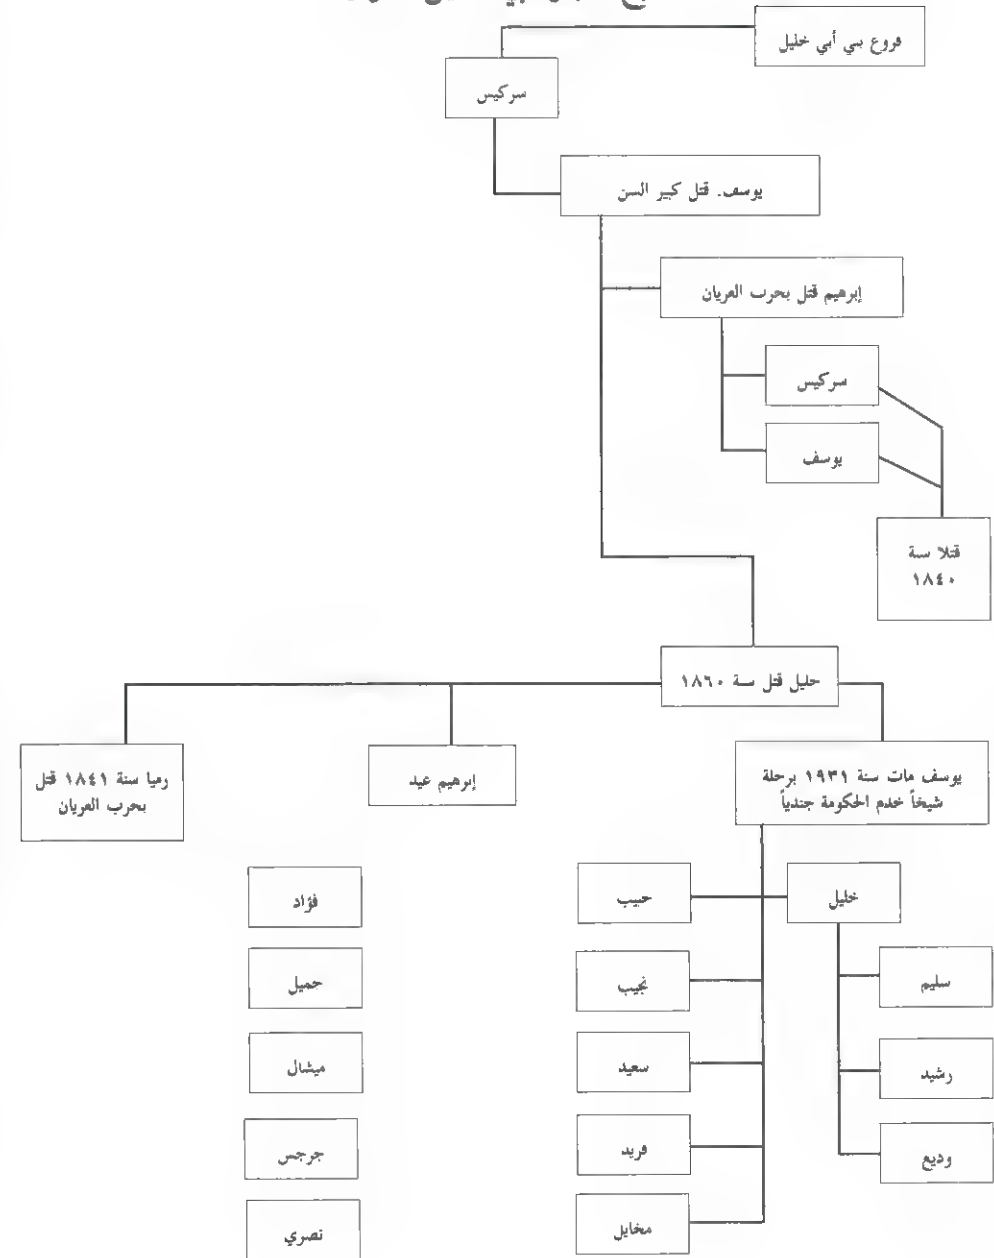 فروع بني أبي خليل
سركيس
يوسف. قتل كبير السن
إبرهيم قتل بحرب العريان
سركيس
يوسف
قتلا سنة
١٨٤٠
خليل قتل سنة ١٨٦٠
يوسف مات سنة ١٩٣١ برحلة
شيخاً خدم الحكومة جندياً
إبرهيم عيد
رميا سنة ١٨٤١ قتل
بحرب العريان
خليل
حبيب
فؤاد
سليم
نجيب
جميل
رشيد
سعيد
ميشال
وديع
فريد
جرجس
مخايل
نصري